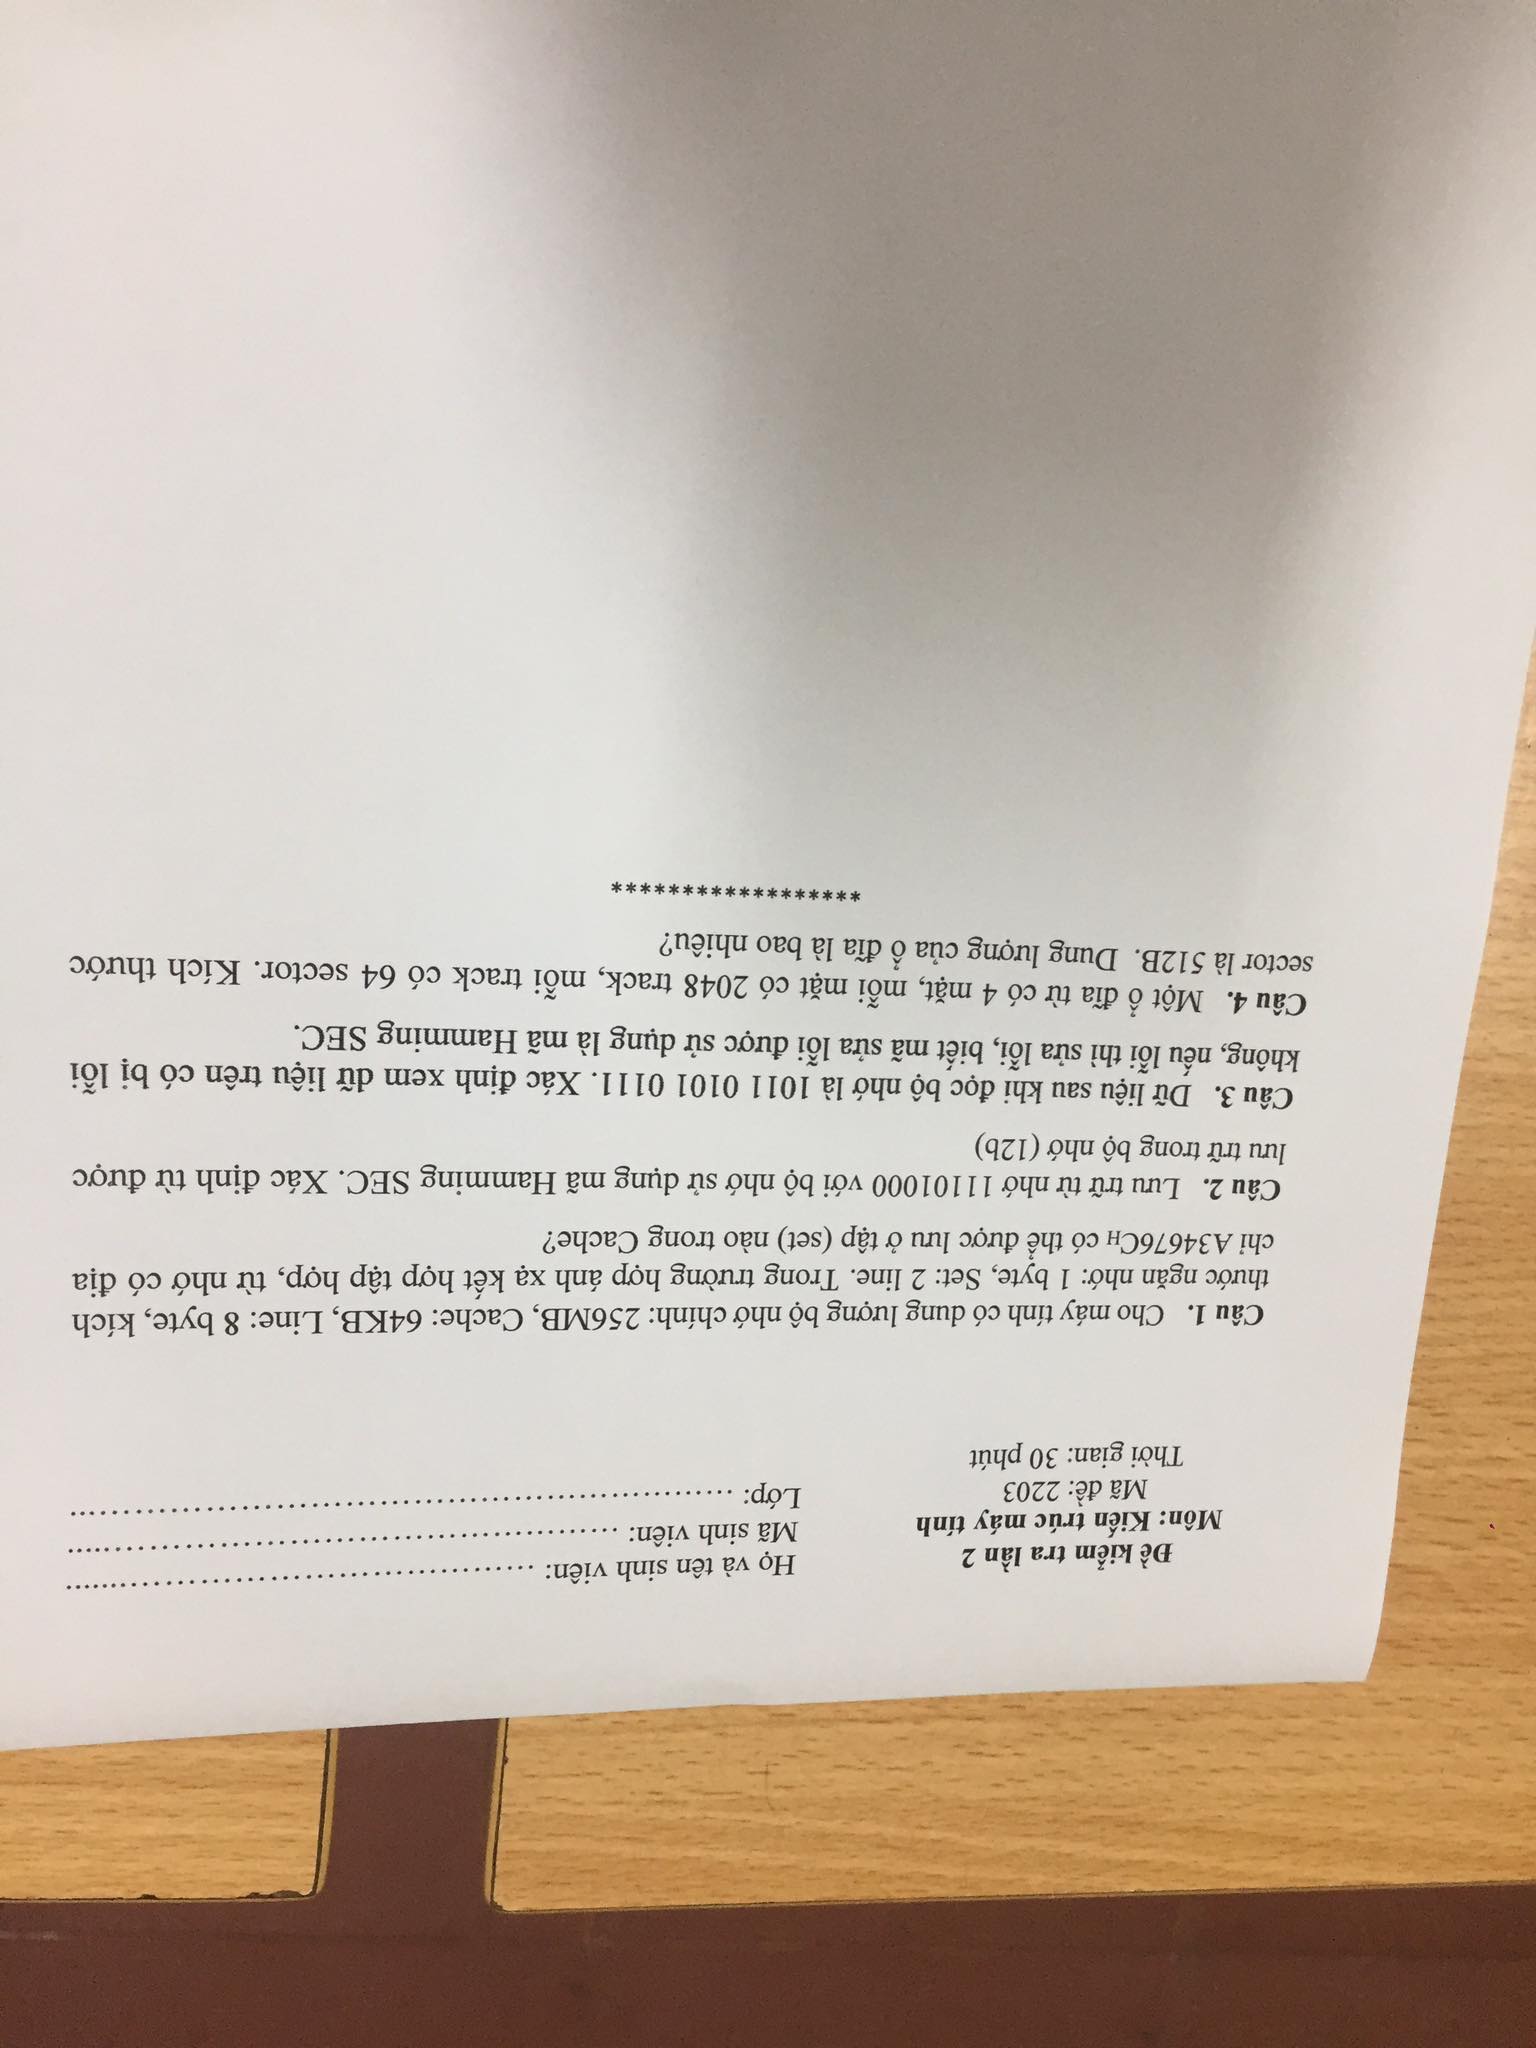 Đề kiểm tra lần 2
Môn: Kiến trúc máy tính
Mã đề: 2203
Thời gian: 30 phút
Họ và tên sinh viên: ....................................................
Mã sinh viên: ....................................................
Lớp: ....................................................
Câu 1. Cho máy tính có dung lượng bộ nhớ chính: 256MB, Cache: 64KB, Line: 8 byte, kích
thước ngăn nhớ: 1 byte, Set: 2 line. Trong trường hợp ánh xạ kết hợp tập hợp, từ nhớ có địa
chỉ A34676CH có thể được lưu ở tập (set) nào trong Cache?
Câu 2. Lưu trữ từ nhớ 11101000 với bộ nhớ sử dụng mã Hamming SEC. Xác định từ được
lưu trữ trong bộ nhớ (12b)
Câu 3. Dữ liệu sau khi đọc bộ nhớ là 1011 0101 0111. Xác định xem dữ liệu trên có bị lỗi
không, nếu lỗi thì sửa lỗi, biết mã sửa lỗi được sử dụng là mã Hamming SEC.
Câu 4. Một ổ đĩa từ có 4 mặt, mỗi mặt có 2048 track, mỗi track có 64 sector. Kích thước
sector là 512B. Dung lượng của ổ đĩa là bao nhiêu?
******************